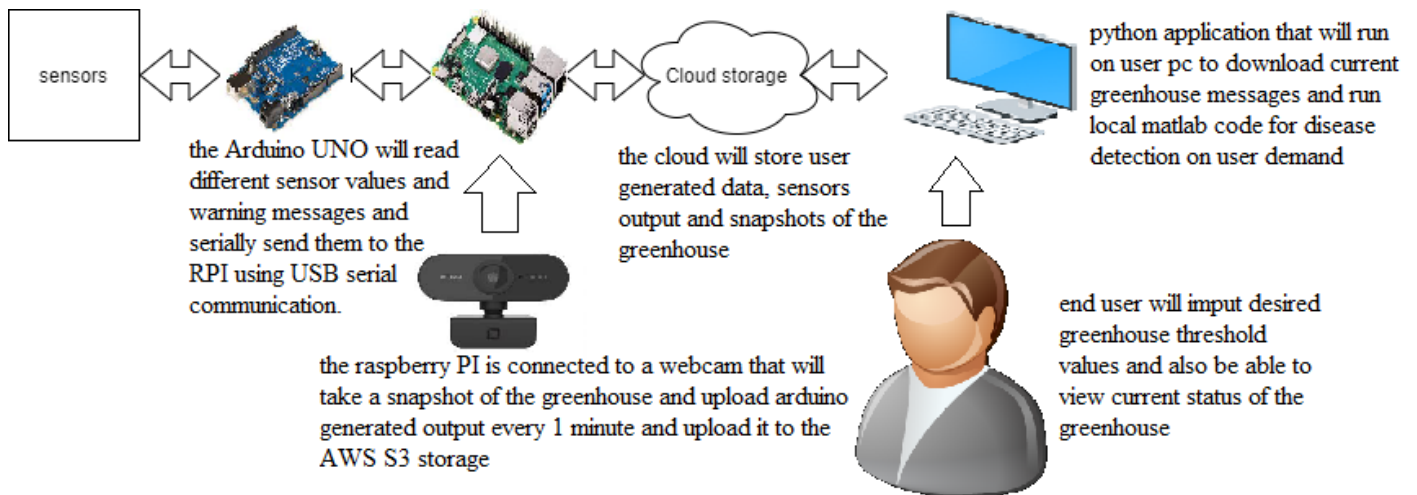 sensors
Cloud storage
python application that will run
on user pc to download current
greenhouse messages and run
local matlab code for disease
detection on user demand
the Arduino UNO will read
different sensor values and
warning messages and
serially send them to the
RPI using USB serial
communication.
the cloud will store user
generated data, sensors
output and snapshots of the
greenhouse
the raspberry PI is connected to a webcam that will
take a snapshot of the greenhouse and upload arduino
generated output every 1 minute and upload it to the
AWS S3 storage
end user will imput desired
greenhouse threshold
values and also be able to
view current status of the
greenhouse